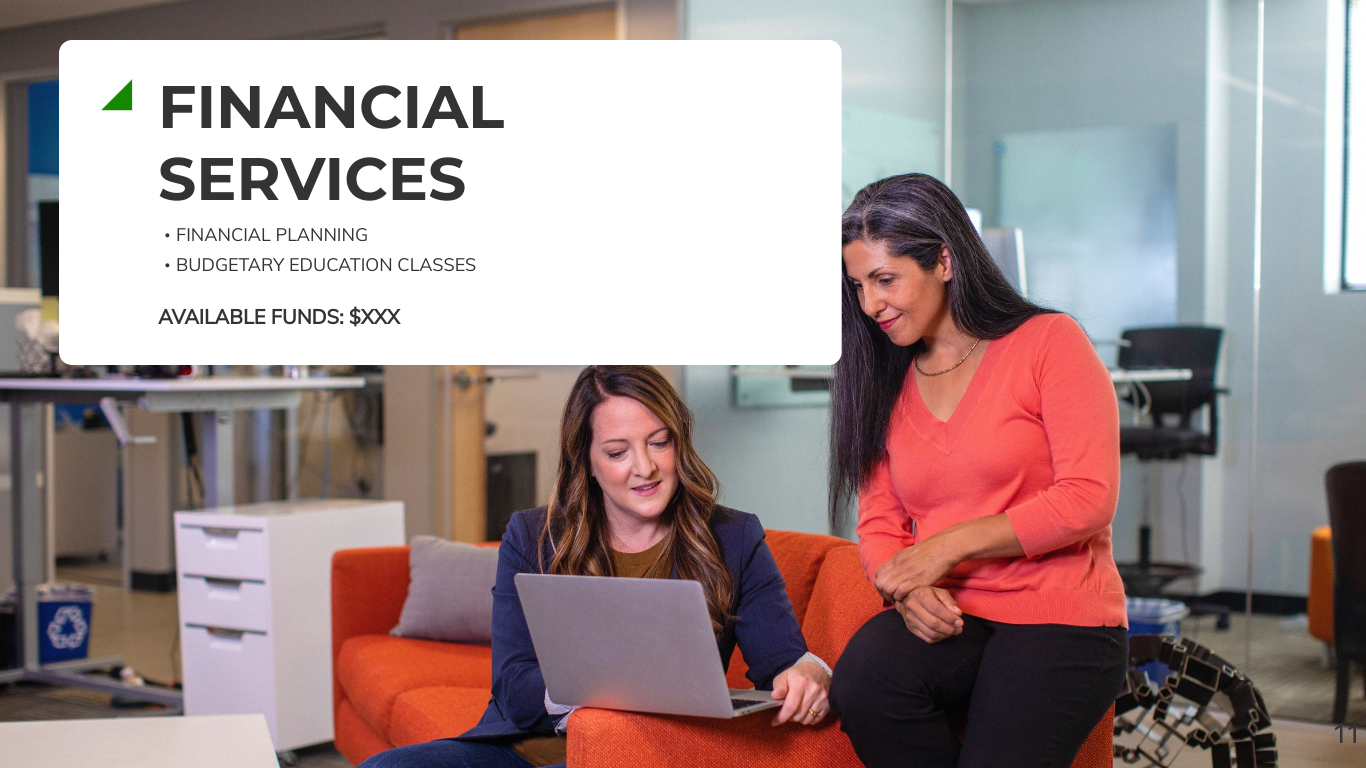 FINANCIAL
SERVICES
• FINANCIAL PLANNING
• BUDGETARY EDUCATION CLASSES
AVAILABLE FUNDS: $XXX
11